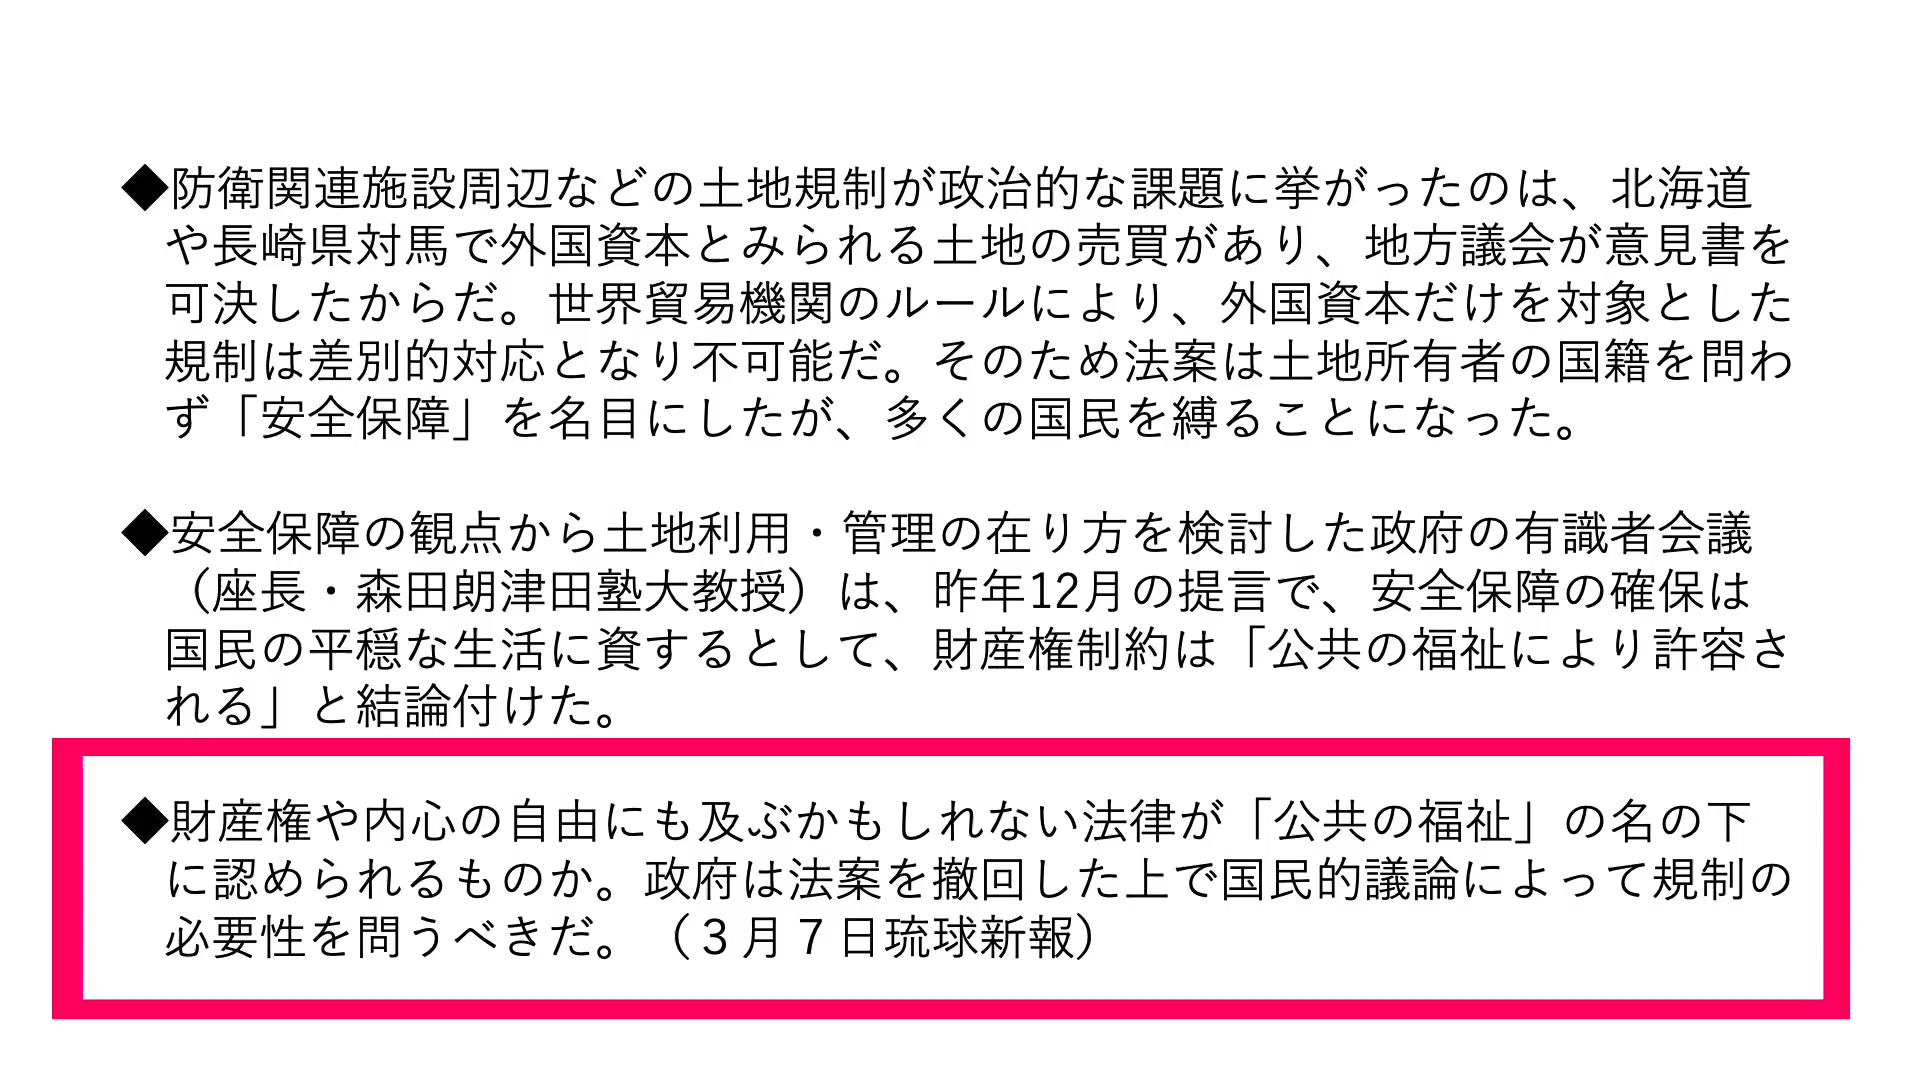 ◆防衛関連施設周辺などの土地規制が政治的な課題に挙がったのは、北海道
や長崎県対馬で外国資本とみられる土地の売買があり、地方議会が意見書を
可決したからだ。世界貿易機関のルールにより、外国資本だけを対象とした
規制は差別的対応となり不可能だ。そのため法案は土地所有者の国籍を問わ
ず「安全保障」を名目にしたが、多くの国民を縛ることになった。
◆安全保障の観点から土地利用・管理の在り方を検討した政府の有識者会議
（座長・森田朗津田塾大教授）は、昨年12月の提言で、安全保障の確保は
国民の平穏な生活に資するとして、財産権制約は「公共の福祉により許容さ
れる」と結論付けた。
◆財産権や内心の自由にも及ぶかもしれない法律が「公共の福祉」の名の下
に認められるものか。政府は法案を撤回した上で国民的議論によって規制の
必要性を問うべきだ。（３月７日琉球新報）